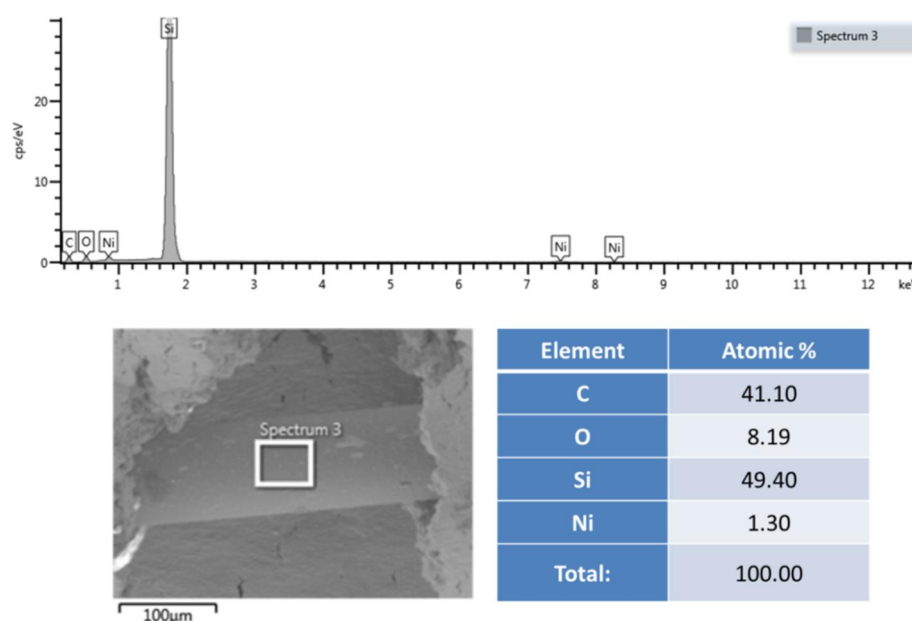 Spectrum 3
cps/eV
20
10
0
Si
C O Ni
Ni Ni
1 2 3 4 5 6 7 8 9 10 11 12 ke
Spectrum 3
100µm
Element Atomic %
C 41.10
O 8.19
Si 49.40
Ni 1.30
Total: 100.00